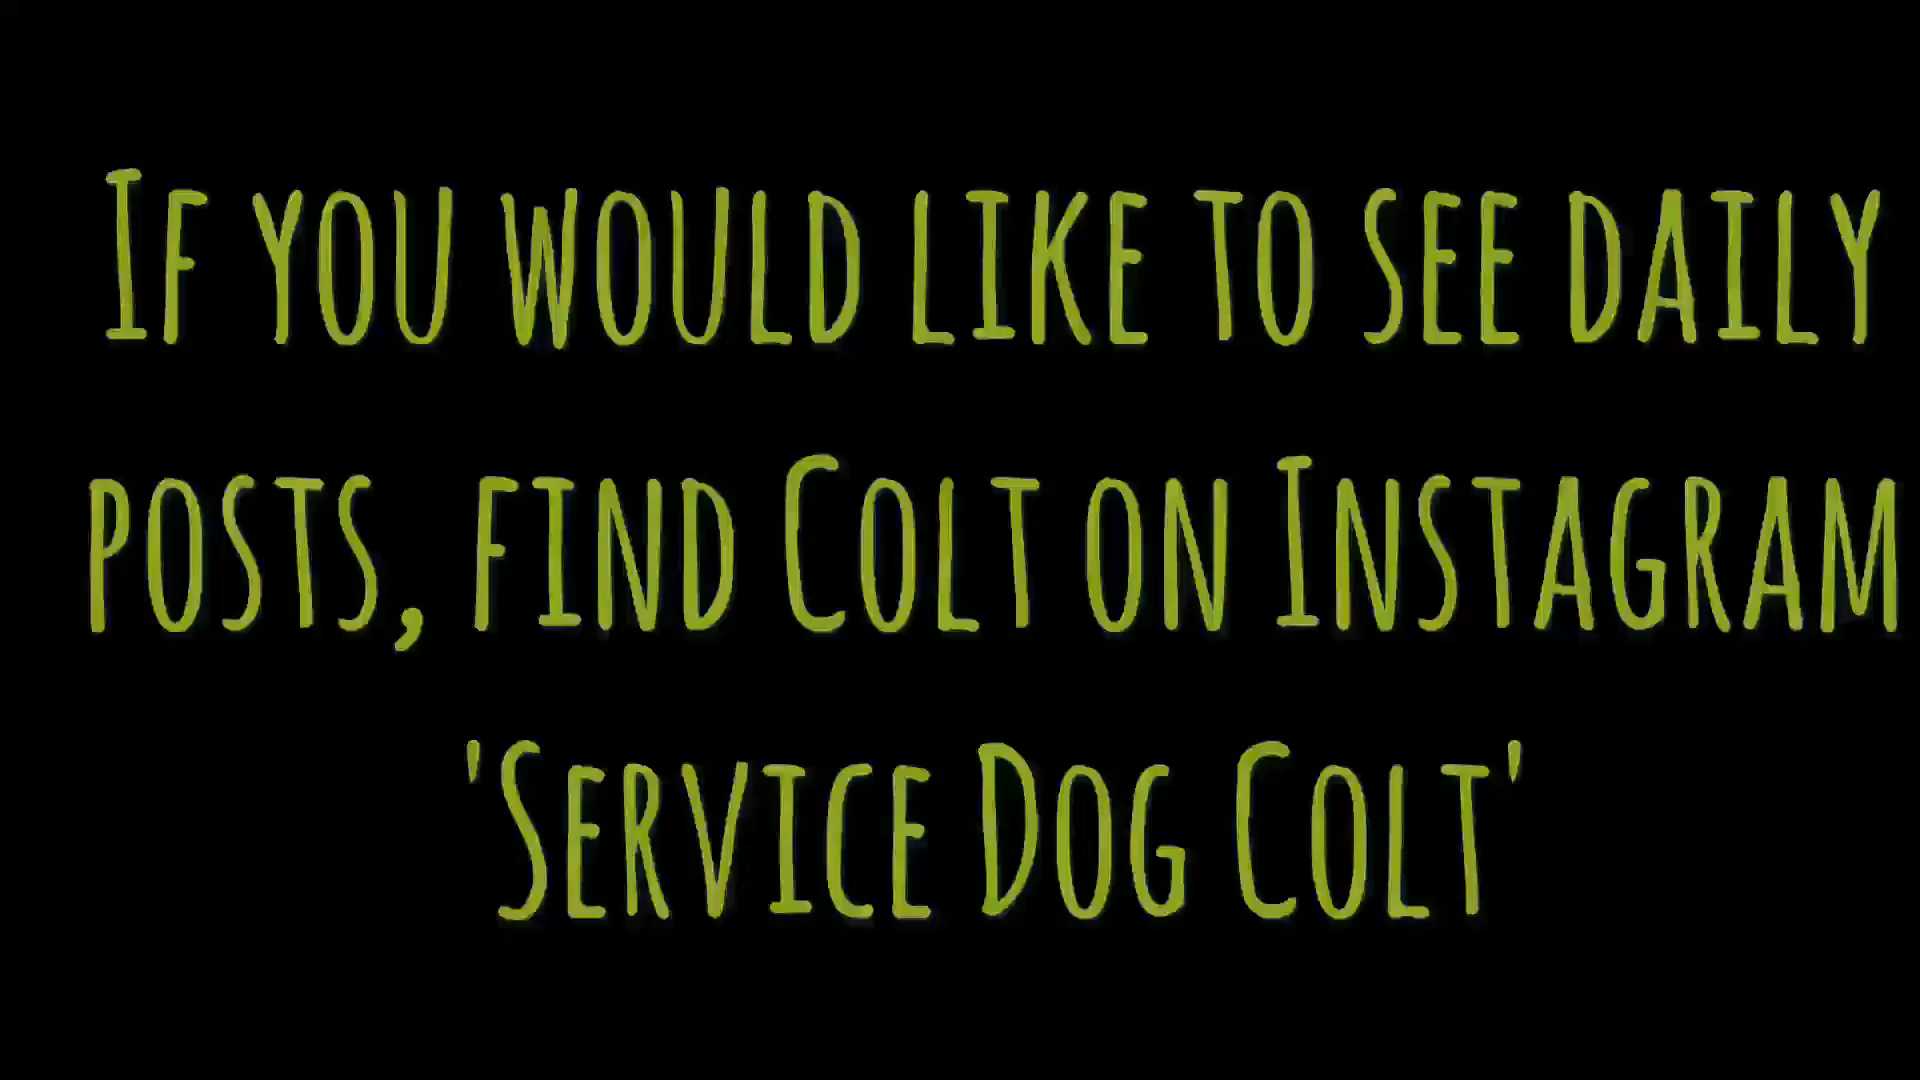 If you would like to see daily
posts, find Colt on Instagram
'Service Dog Colt'